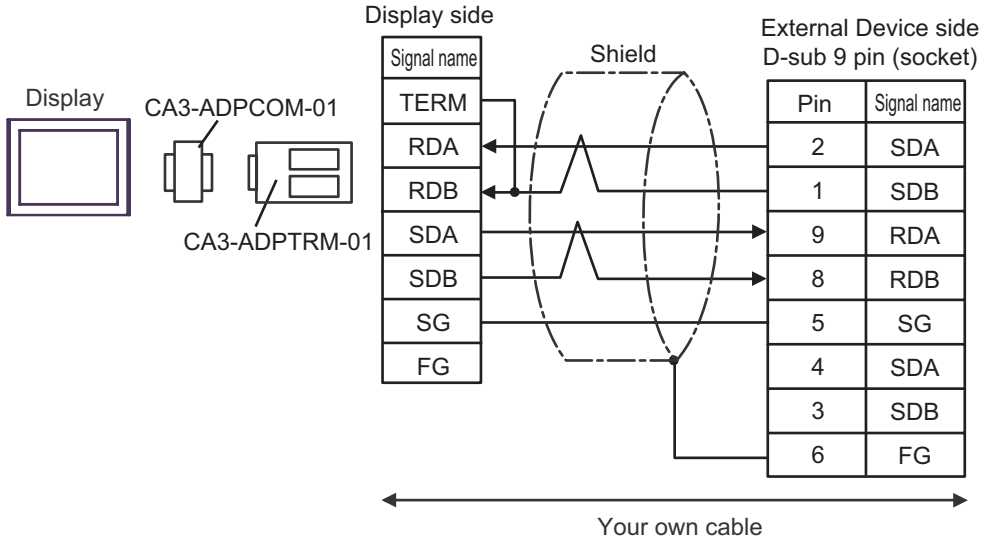 Display
CA3-ADPCOM-01
CA3-ADPTRM-01
Display side
Signal name
TERM
RDA
RDB
SDA
SDB
SG
FG
Shield
External Device side
D-sub 9 pin (socket)
Pin Signal name
2 SDA
1 SDB
9 RDA
8 RDB
5 SG
4 SDA
3 SDB
6 FG
Your own cable